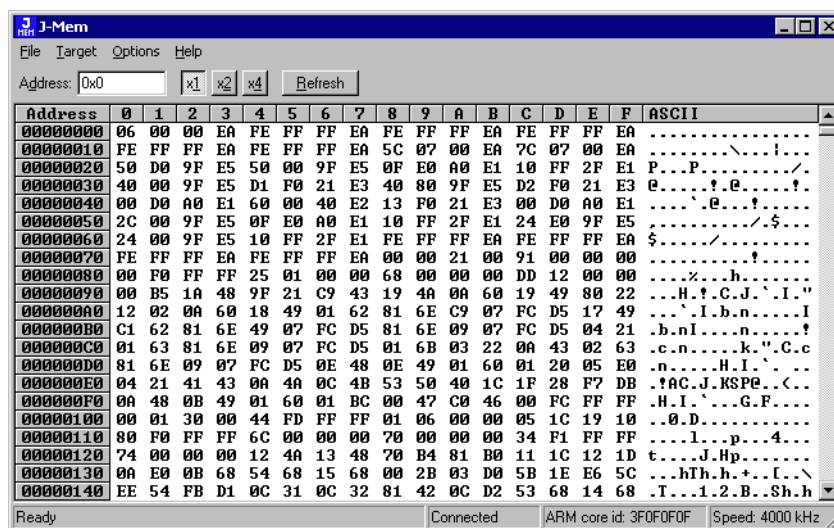 J-Mem
File Target Options Help
Address: 0x0 x1 x2 x4 Refresh
Address 0 1 2 3 4 5 6 7 8 9 A B C D E F ASCII
00000000 06 00 00 EA FE FF FF EA FE FF FF EA FE FF FF EA ................
00000010 FE FF FF EA FE FF FF EA 5C 07 00 EA 7C 07 00 EA ........\...|...
00000020 50 D0 9F E5 50 00 9F E5 0F E0 A0 E1 10 FF 2F E1 P...P........./.
00000030 40 00 9F E5 D1 F0 21 E3 40 80 9F E5 D2 F0 21 E3 @.....!.@.....!.
00000040 00 D0 A0 E1 60 00 40 E2 13 F0 21 E3 00 D0 A0 E1 ....`.@...!.....
00000050 2C 00 9F E5 0F E0 A0 E1 10 FF 2F E1 24 E0 9F E5 ,........./.$...
00000060 24 00 9F E5 10 FF 2F E1 FE FF FF EA FE FF FF EA $...../.........
00000070 FE FF FF EA FE FF FF EA 00 00 21 00 91 00 00 00 ..........!.....
00000080 00 F0 FF FF 25 01 00 00 68 00 00 00 DD 12 00 00 ....%...h.......
00000090 00 B5 1A 48 9F 21 C9 43 19 4A 0A 60 19 49 80 22 ...H.!.C.J.`.I."
000000A0 12 02 0A 60 18 49 01 62 81 6E C9 07 FC D5 17 49 ...`.I.b.n.....I
000000B0 C1 62 81 6E 49 07 FC D5 81 6E 09 07 FC D5 04 21 .b.nI....n.....!
000000C0 01 63 81 6E 09 07 FC D5 01 6B 03 22 0A 43 02 63 .c.n.....k.".C.c
000000D0 81 6E 09 07 FC D5 0E 48 0E 49 01 60 01 20 05 E0 .n.....H.I.`. ..
000000E0 04 21 41 43 0A 4A 0C 4B 53 50 40 1C 1F 28 F7 DB .!AC.J.KSP@..(..
000000F0 0A 48 0B 49 01 60 01 BC 00 47 C0 46 00 FC FF FF .H.I.`...G.F....
00000100 00 01 30 00 44 FD FF FF 01 06 00 00 05 1C 19 10 ..0.D...........
00000110 80 F0 FF FF 6C 00 00 00 70 00 00 00 34 F1 FF FF ....l...p...4...
00000120 74 00 00 00 12 4A 13 48 70 B4 81 B0 11 1C 12 1D t....J.Hp.......
00000130 0A E0 0B 68 54 68 15 68 00 2B 03 D0 5B 1E E6 5C ...hTh.h.+..[..\
00000140 EE 54 FB D1 0C 31 0C 32 81 42 0C D2 53 68 14 68 .T...1.2.B..Sh.h
Ready Connected ARM core id: 3F0F0F0F Speed: 4000 kHz